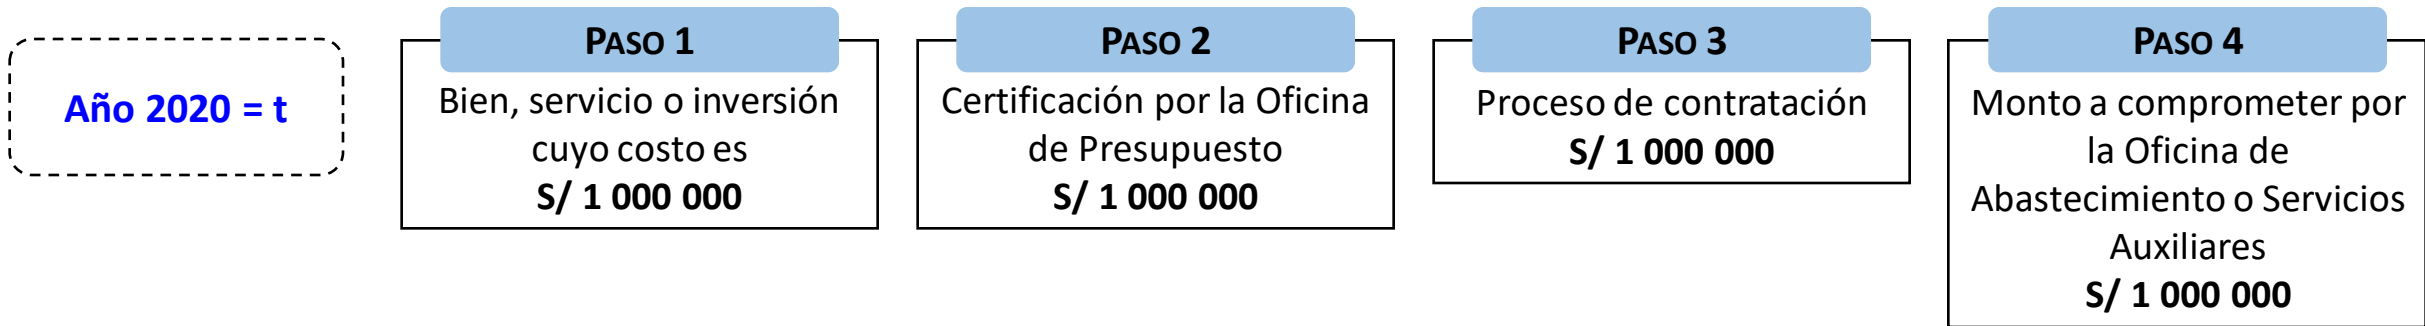 Año 2020 = t
PASO 1
Bien, servicio o inversión
cuyo costo es
S/ 1 000 000
PASO 2
Certificación por la Oficina
de Presupuesto
S/ 1 000 000
PASO 3
Proceso de contratación
S/ 1 000 000
PASO 4
Monto a comprometer por
la Oficina de
Abastecimiento o Servicios
Auxiliares
S/ 1 000 000